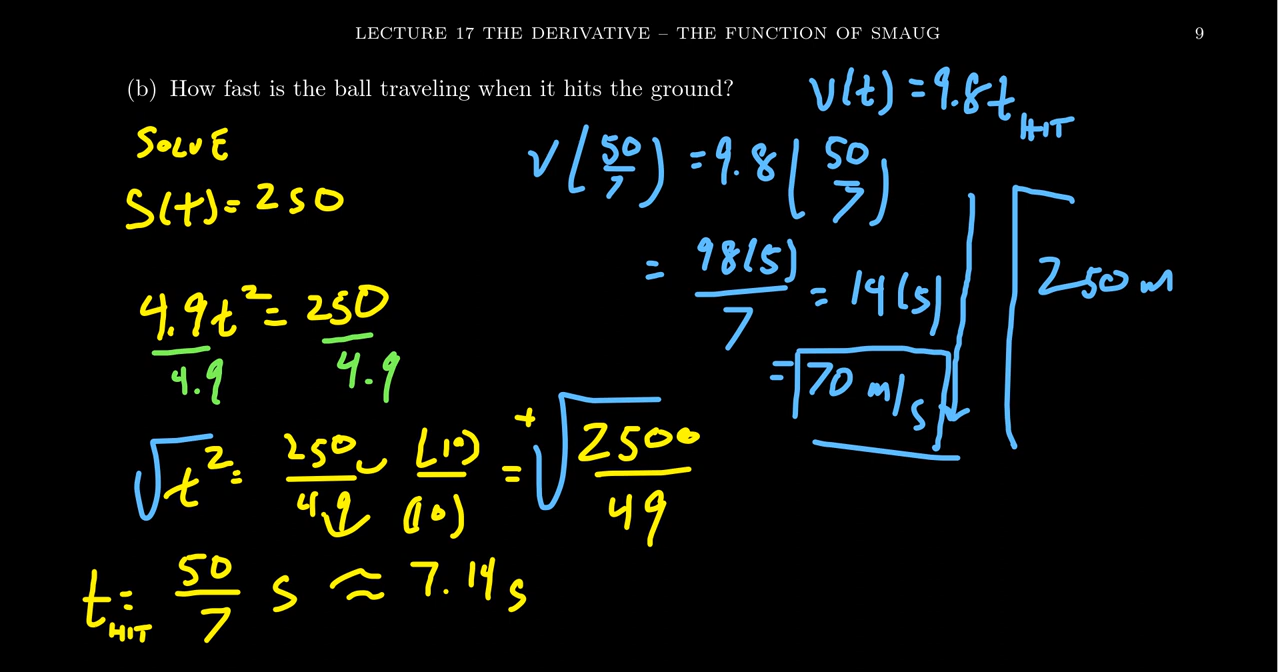 LECTURE 17 THE DERIVATIVE – THE FUNCTION OF SMAUG 9
(b) How fast is the ball traveling when it hits the ground?
SOLVE
S(t) = 250
4.9t² = 250
4.9 4.9
√t² = 250/4.9 (10)/(10) = +√2500/49
t_HIT = 50/7 s ≈ 7.14 s
v(t) = 9.8 t_HIT
v(50/7) = 9.8(50/7)
= 98(5)/7 = 14(5)
= 70 m/s
250 m